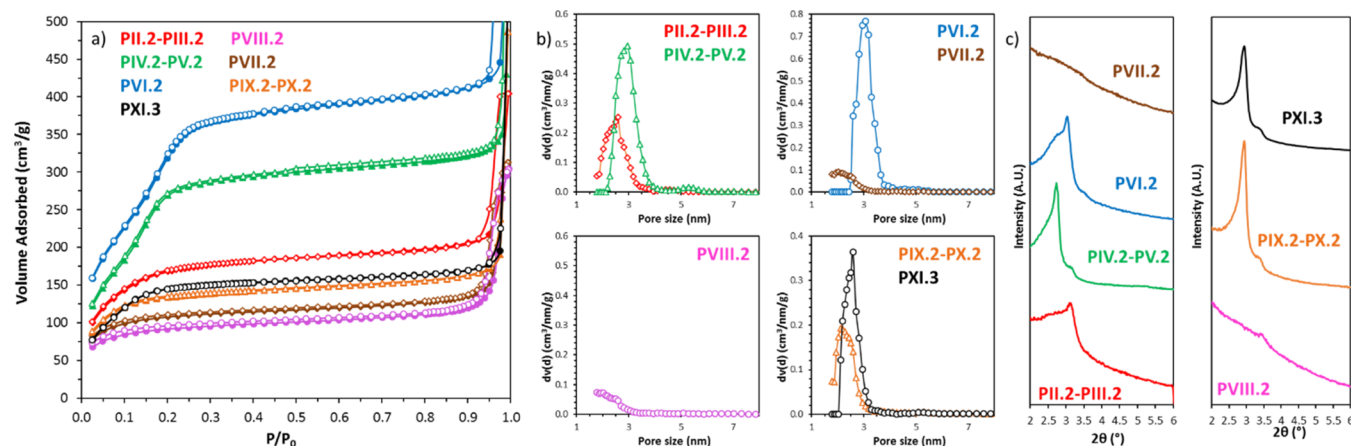 a)
PII.2-PIII.2 PVIII.2
PIV.2-PV.2 PVII.2
PVI.2 PIX.2-PX.2
PXI.3
Volume Adsorbed (cm³/g)
500
450
400
350
300
250
200
150
100
50
0
0.0 0.1 0.2 0.3 0.4 0.5 0.6 0.7 0.8 0.9 1.0
P/P₀
b)
PII.2-PIII.2
PIV.2-PV.2
dv(d) (cm³/nm/g)
0.6
0.5
0.4
0.3
0.2
0.1
0.0
1 3 5 7
Pore size (nm)
PVI.2
PVII.2
dv(d) (cm³/nm/g)
0.8
0.7
0.6
0.5
0.4
0.3
0.2
0.1
0.0
1 3 5 7
Pore size (nm)
PVIII.2
dv(d) (cm³/nm/g)
0.6
0.5
0.4
0.3
0.2
0.1
0.0
1 3 5 7
Pore size (nm)
PIX.2-PX.2
PXI.3
dv(d) (cm³/nm/g)
0.4
0.3
0.2
0.1
0.0
1 3 5 7
Pore size (nm)
c)
PVII.2
PVI.2
PIV.2-PV.2
PII.2-PIII.2
Intensity (A.U.)
2 2.5 3 3.5 4 4.5 5 5.5 6
2θ (°)
PXI.3
PIX.2-PX.2
PVIII.2
Intensity (A.U.)
2 2.5 3 3.5 4 4.5 5 5.5 6
2θ (°)